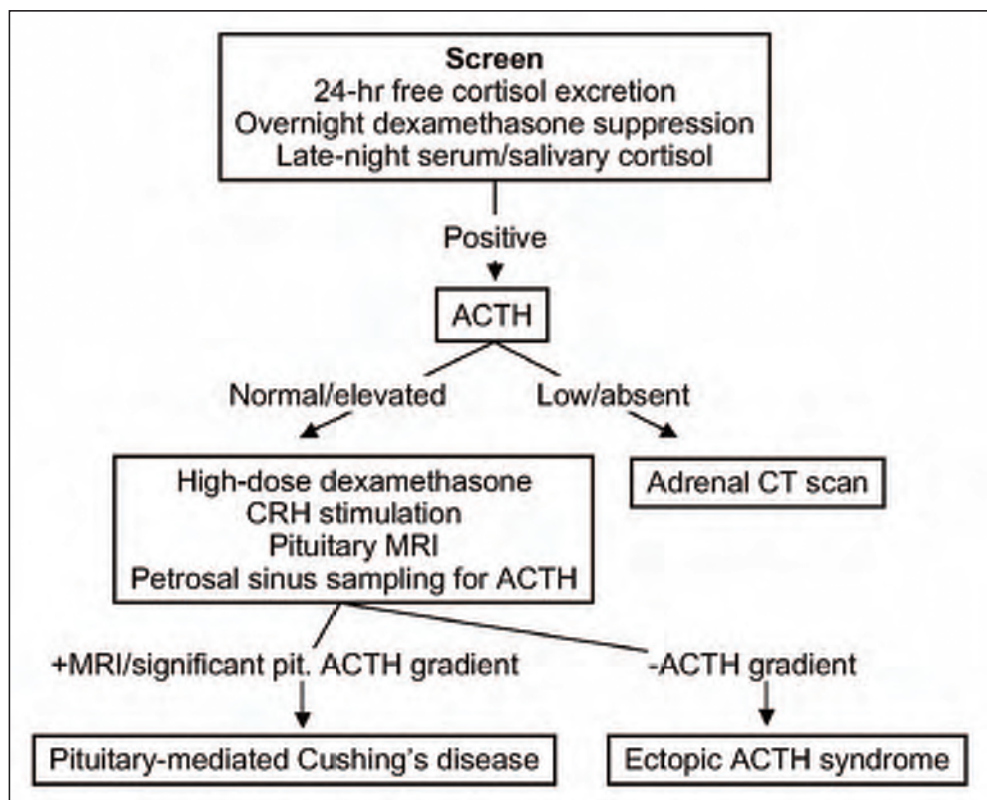 Screen
24-hr free cortisol excretion
Overnight dexamethasone suppression
Late-night serum/salivary cortisol
Positive
ACTH
Normal/elevated
Low/absent
High-dose dexamethasone
CRH stimulation
Pituitary MRI
Petrosal sinus sampling for ACTH
Adrenal CT scan
+MRI/significant pit. ACTH gradient
-ACTH gradient
Pituitary-mediated Cushing's disease
Ectopic ACTH syndrome